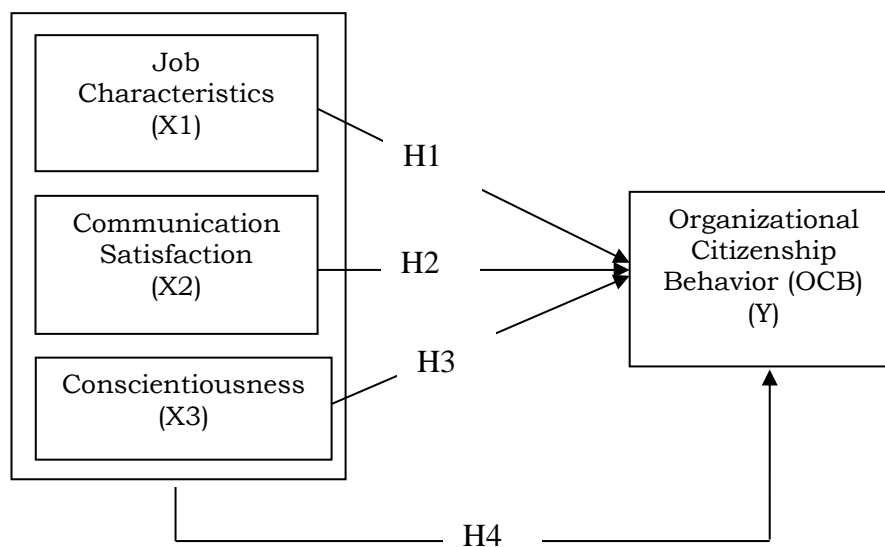 Job
Characteristics
(X1)
H1
Communication
Satisfaction
(X2)
H2
Organizational
Citizenship
Behavior (OCB)
(Y)
Conscientiousness
(X3)
H3
H4